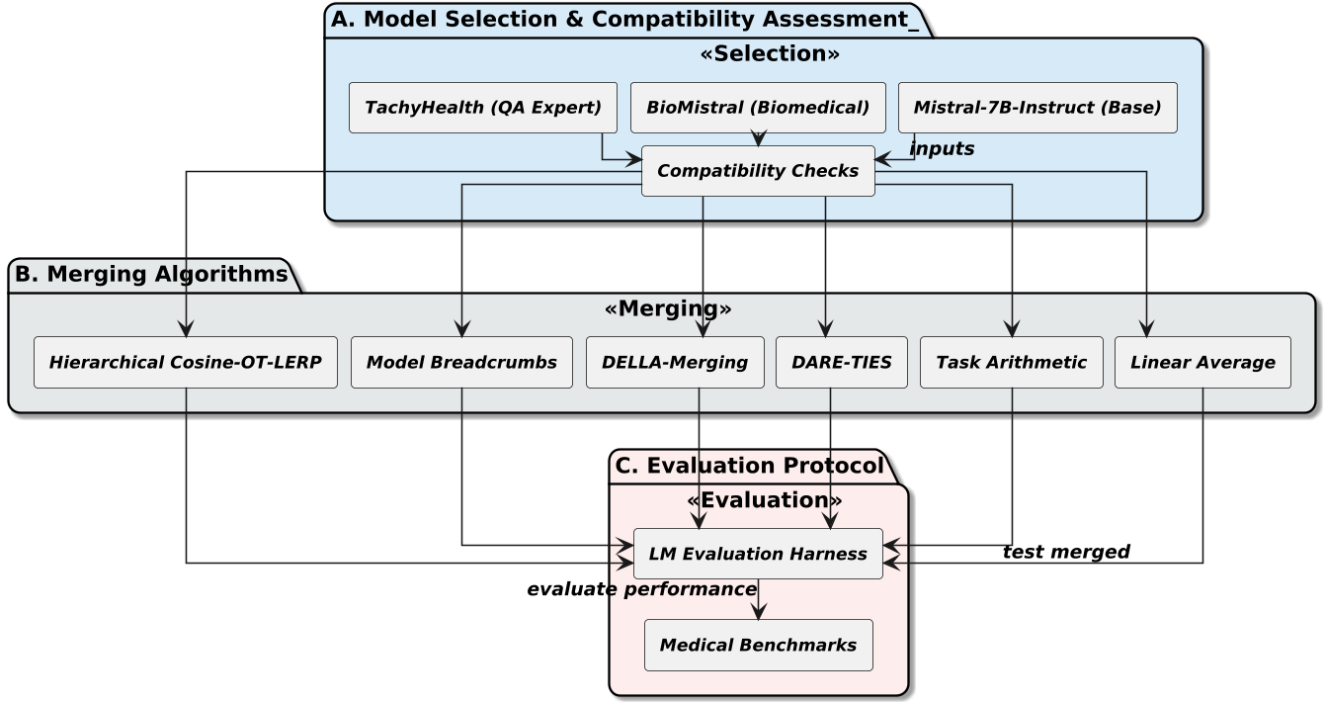 A. Model Selection & Compatibility Assessment_
«Selection»
TachyHealth (QA Expert)
BioMistral (Biomedical)
Mistral-7B-Instruct (Base)
inputs
Compatibility Checks
B. Merging Algorithms
«Merging»
Hierarchical Cosine-OT-LERP
Model Breadcrumbs
DELLA-Merging
DARE-TIES
Task Arithmetic
Linear Average
C. Evaluation Protocol
«Evaluation»
LM Evaluation Harness
test merged
evaluate performance
Medical Benchmarks